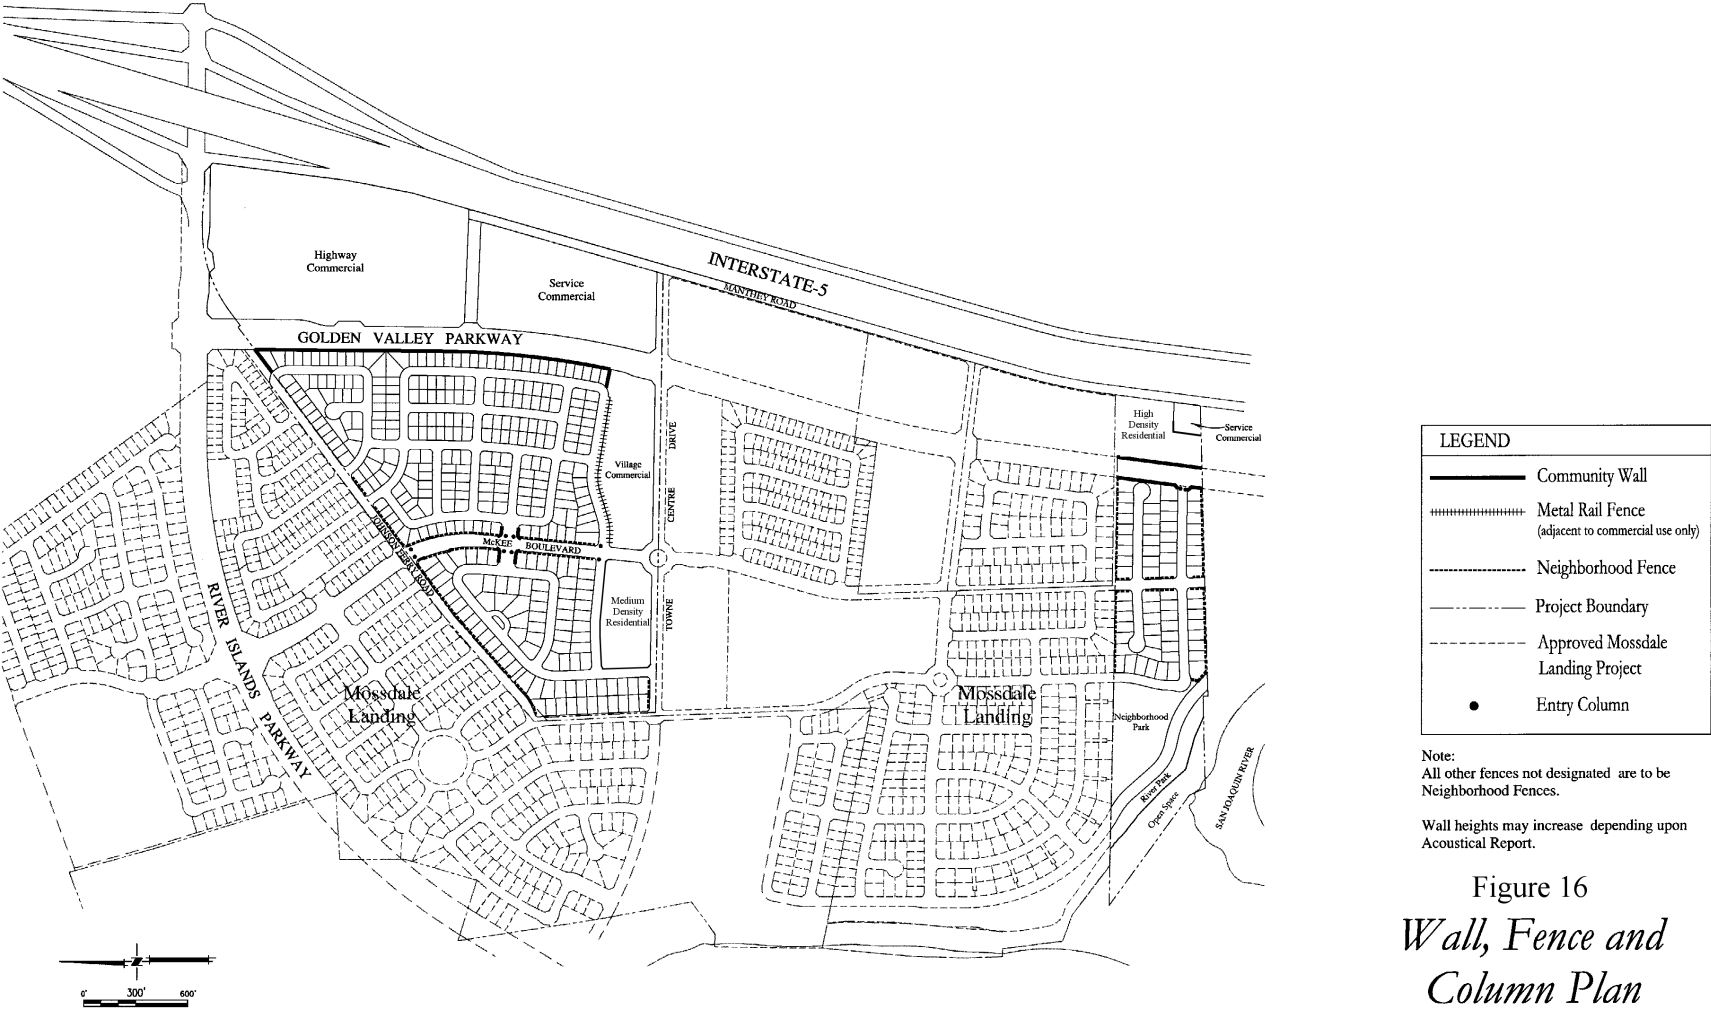 INTERSTATE-5
MANTHEY ROAD
Highway
Commercial
Service
Commercial
GOLDEN VALLEY PARKWAY
High
Density
Residential
Service
Commercial
Village
Commercial
DRIVE
CENTRE
TOWNE
McKEE BOULEVARD
JOHNSON FERRY ROAD
Medium
Density
Residential
RIVER ISLANDS PARKWAY
Mossdale
Landing
Mossdale
Landing
Neighborhood
Park
River Park
Open Space
SAN JOAQUIN RIVER
0' 300' 600'
LEGEND
Community Wall
Metal Rail Fence
(adjacent to commercial use only)
Neighborhood Fence
Project Boundary
Approved Mossdale
Landing Project
Entry Column
Note:
All other fences not designated are to be
Neighborhood Fences.
Wall heights may increase depending upon
Acoustical Report.
Figure 16
Wall, Fence and
Column Plan